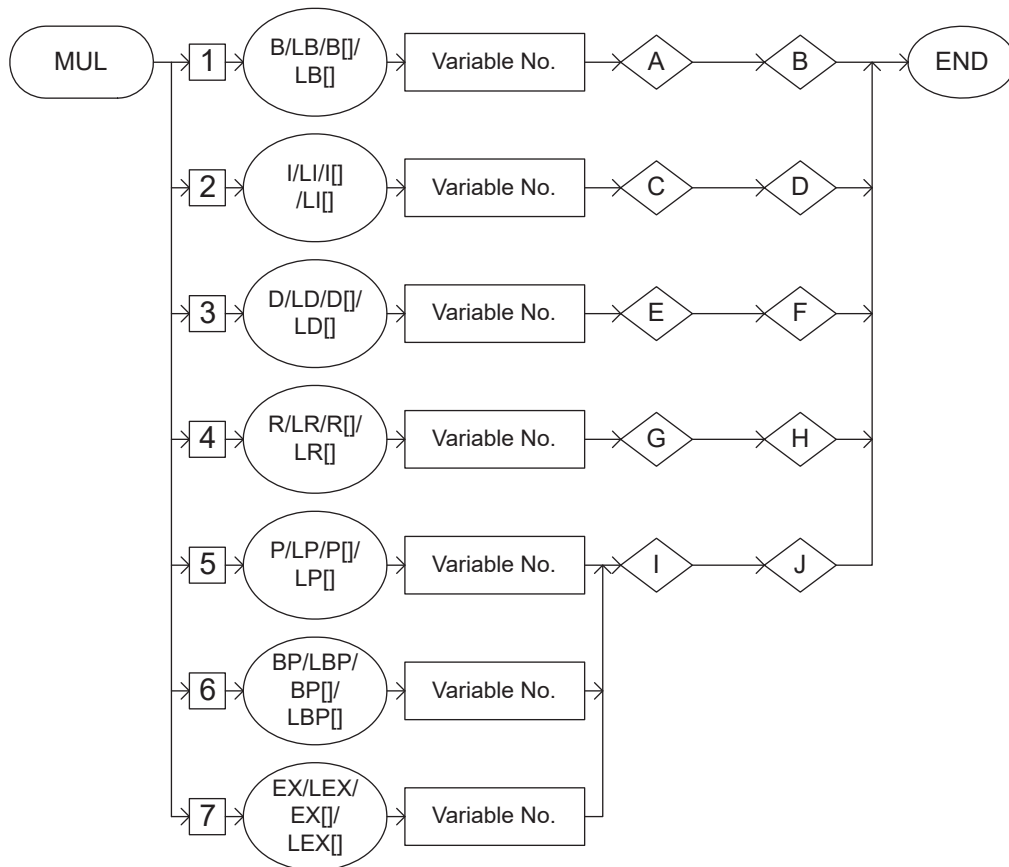 MUL
1
B/LB/B[]/
LB[]
Variable No.
A
B
END
2
I/LI/I[]
/LI[]
Variable No.
C
D
3
D/LD/D[]/
LD[]
Variable No.
E
F
4
R/LR/R[]/
LR[]
Variable No.
G
H
5
P/LP/P[]/
LP[]
Variable No.
I
J
6
BP/LBP/
BP[]/
LBP[]
Variable No.
7
EX/LEX/
EX[]/
LEX[]
Variable No.